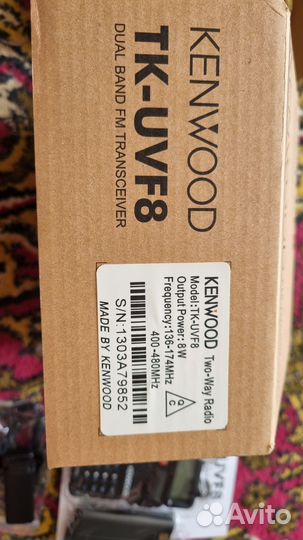 KENWOOD
TK-UVF8
DUAL BAND FM TRANSCEIVER
KENWOOD Two-Way Radio
Model:TK-UVF8
Output Power:8W
Frequency:136-174MHz
400-480MHz
Q
C
S/N:1303A79852
MADE BY KENWOOD
UVF8
Avito